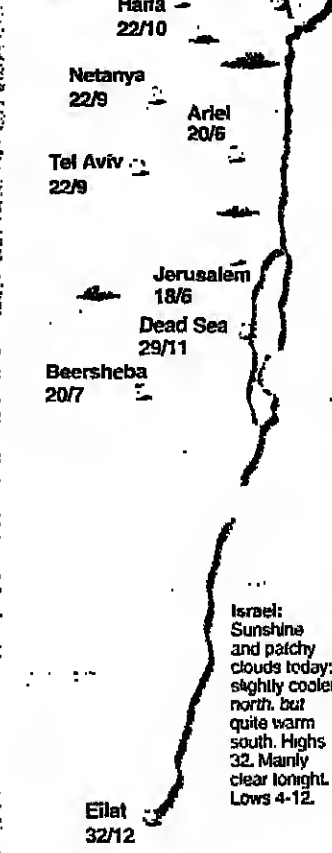 Haifa
22/10
Netanya
22/9
Ariel
20/6
Tel Aviv
22/9
Jerusalem
18/6
Dead Sea
29/11
Beersheba
20/7
Israel:
Sunshine
and patchy
clouds today;
slightly cooler
north, but
quite warm
south. Highs
32. Mainly
clear tonight.
Lows 4-12.
Eilat
32/12